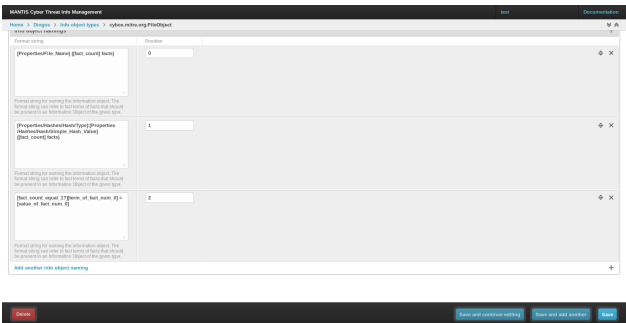 MANTIS Cyber Threat Info Management
test
Documentation
Home > Dingos > Info object types > cybox.mitre.org:FileObject
Info object namings
Format string
Position
[Properties/File_Name] ([fact_count] facts)
0
Format string for naming the information object. The
format string can refer to fact terms of facts that should
be present in an Information Object of the given type.
[Properties/Hashes/Hash/Type]:[Properties
/Hashes/Hash/Simple_Hash_Value]
([fact_count] facts)
1
Format string for naming the information object. The
format string can refer to fact terms of facts that should
be present in an Information Object of the given type.
[fact_count_equal_1?][term_of_fact_num_0] =
[value_of_fact_num_0]
2
Format string for naming the information object. The
format string can refer to fact terms of facts that should
be present in an Information Object of the given type.
Add another Info object naming
Delete
Save and continue editing
Save and add another
Save